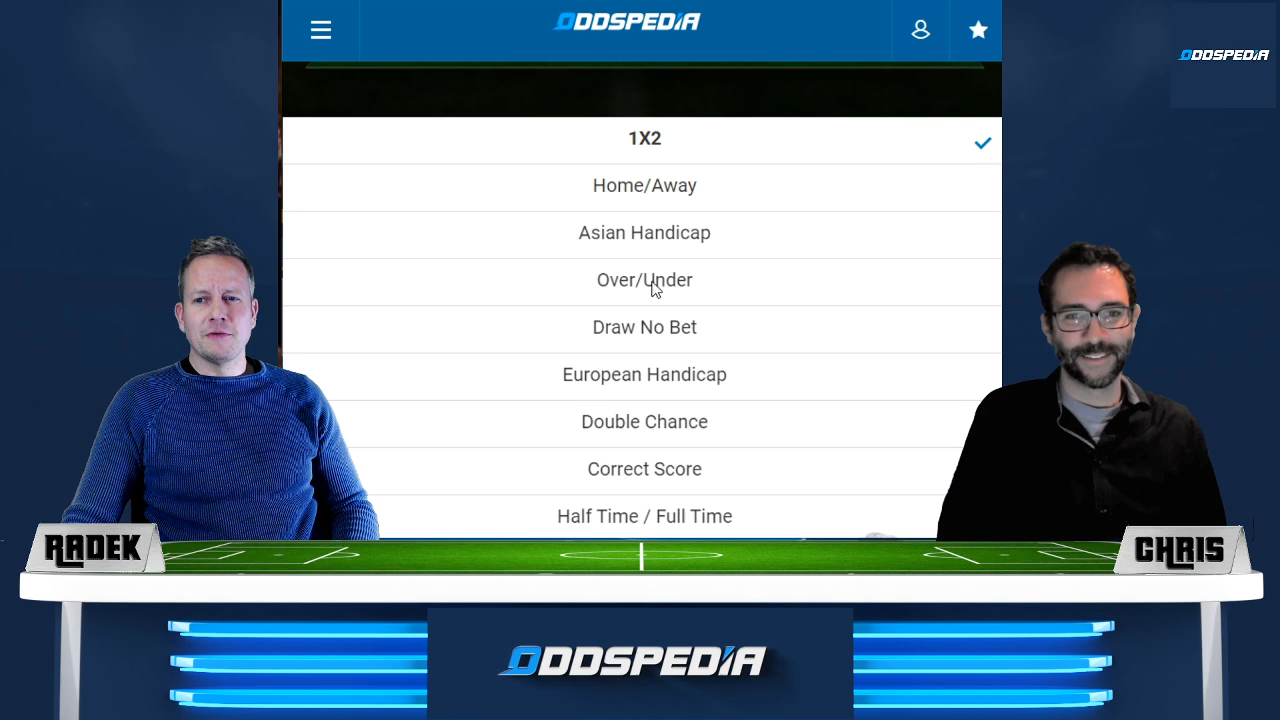 ODDSPEDIA
ODDSPEDIA
1X2
Home/Away
Asian Handicap
Over/Under
Draw No Bet
European Handicap
Double Chance
Correct Score
Half Time / Full Time
RADEK
CHRIS
ODDSPEDIA